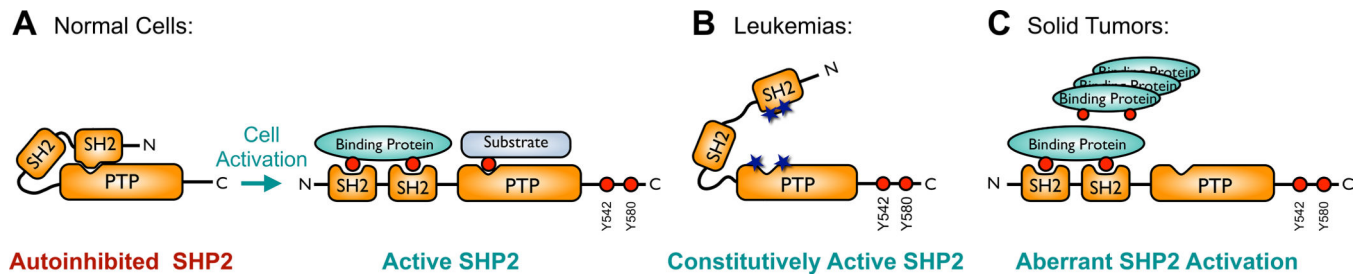 A Normal Cells:
SH2
SH2
N
PTP
C
Cell
Activation
Binding Protein
Substrate
N
SH2
SH2
PTP
C
Y542
Y580
Autoinhibited SHP2
Active SHP2
B Leukemias:
N
SH2
SH2
PTP
C
Y542
Y580
Constitutively Active SHP2
C Solid Tumors:
Binding Protein
Binding Protein
Binding Protein
Binding Protein
N
SH2
SH2
PTP
C
Y542
Y580
Aberrant SHP2 Activation